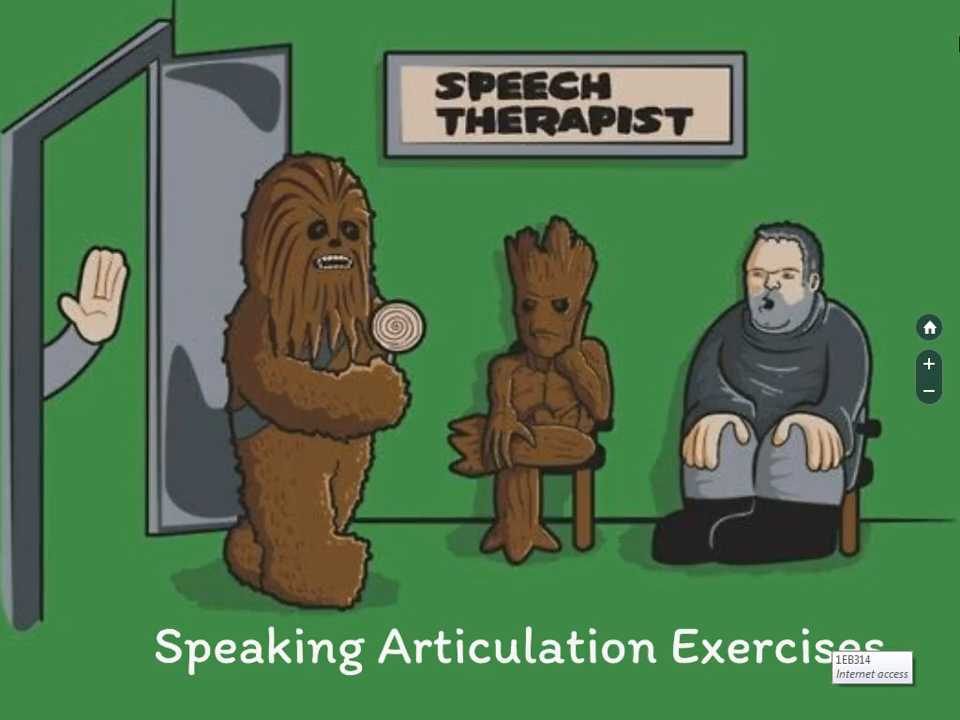 SPEECH
THERAPIST
Speaking Articulation Exercises
1EB314
Internet access